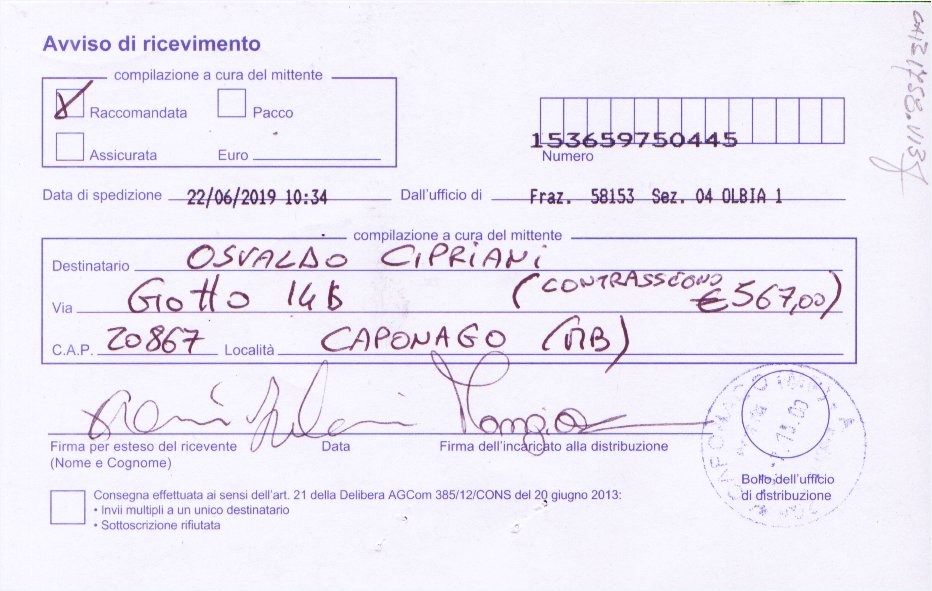 Avviso di ricevimento
compilazione a cura del mittente
Raccomandata Pacco
Assicurata Euro
153659750445
Numero
Data di spedizione 22/06/2019 10:34 Dall'ufficio di Fraz. 58153 Sez. 04 OLBIA 1
compilazione a cura del mittente
Destinatario OSVALDO CIPRIANI
Via GIOTTO 14B (CONTRASSEGNO € 567,00)
C.A.P. 20867 Località CAPONAGO (MB)
Firma per esteso del ricevente Data Firma dell'incaricato alla distribuzione
(Nome e Cognome)
Bollo dell'ufficio
di distribuzione
Consegna effettuata ai sensi dell'art. 21 della Delibera AGCom 385/12/CONS del 20 giugno 2013:
• Invii multipli a un unico destinatario
• Sottoscrizione rifiutata